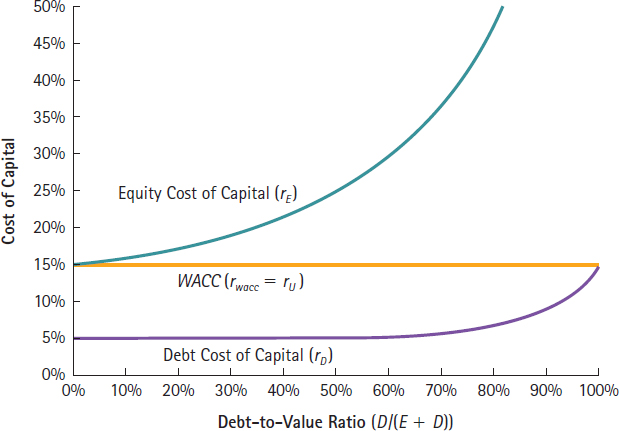 50%
45%
40%
35%
30%
25%
20%
15%
10%
5%
0%
Cost of Capital
Equity Cost of Capital (rE)
WACC (rwacc = rU)
Debt Cost of Capital (rD)
0% 10% 20% 30% 40% 50% 60% 70% 80% 90% 100%
Debt-to-Value Ratio (D/(E + D))